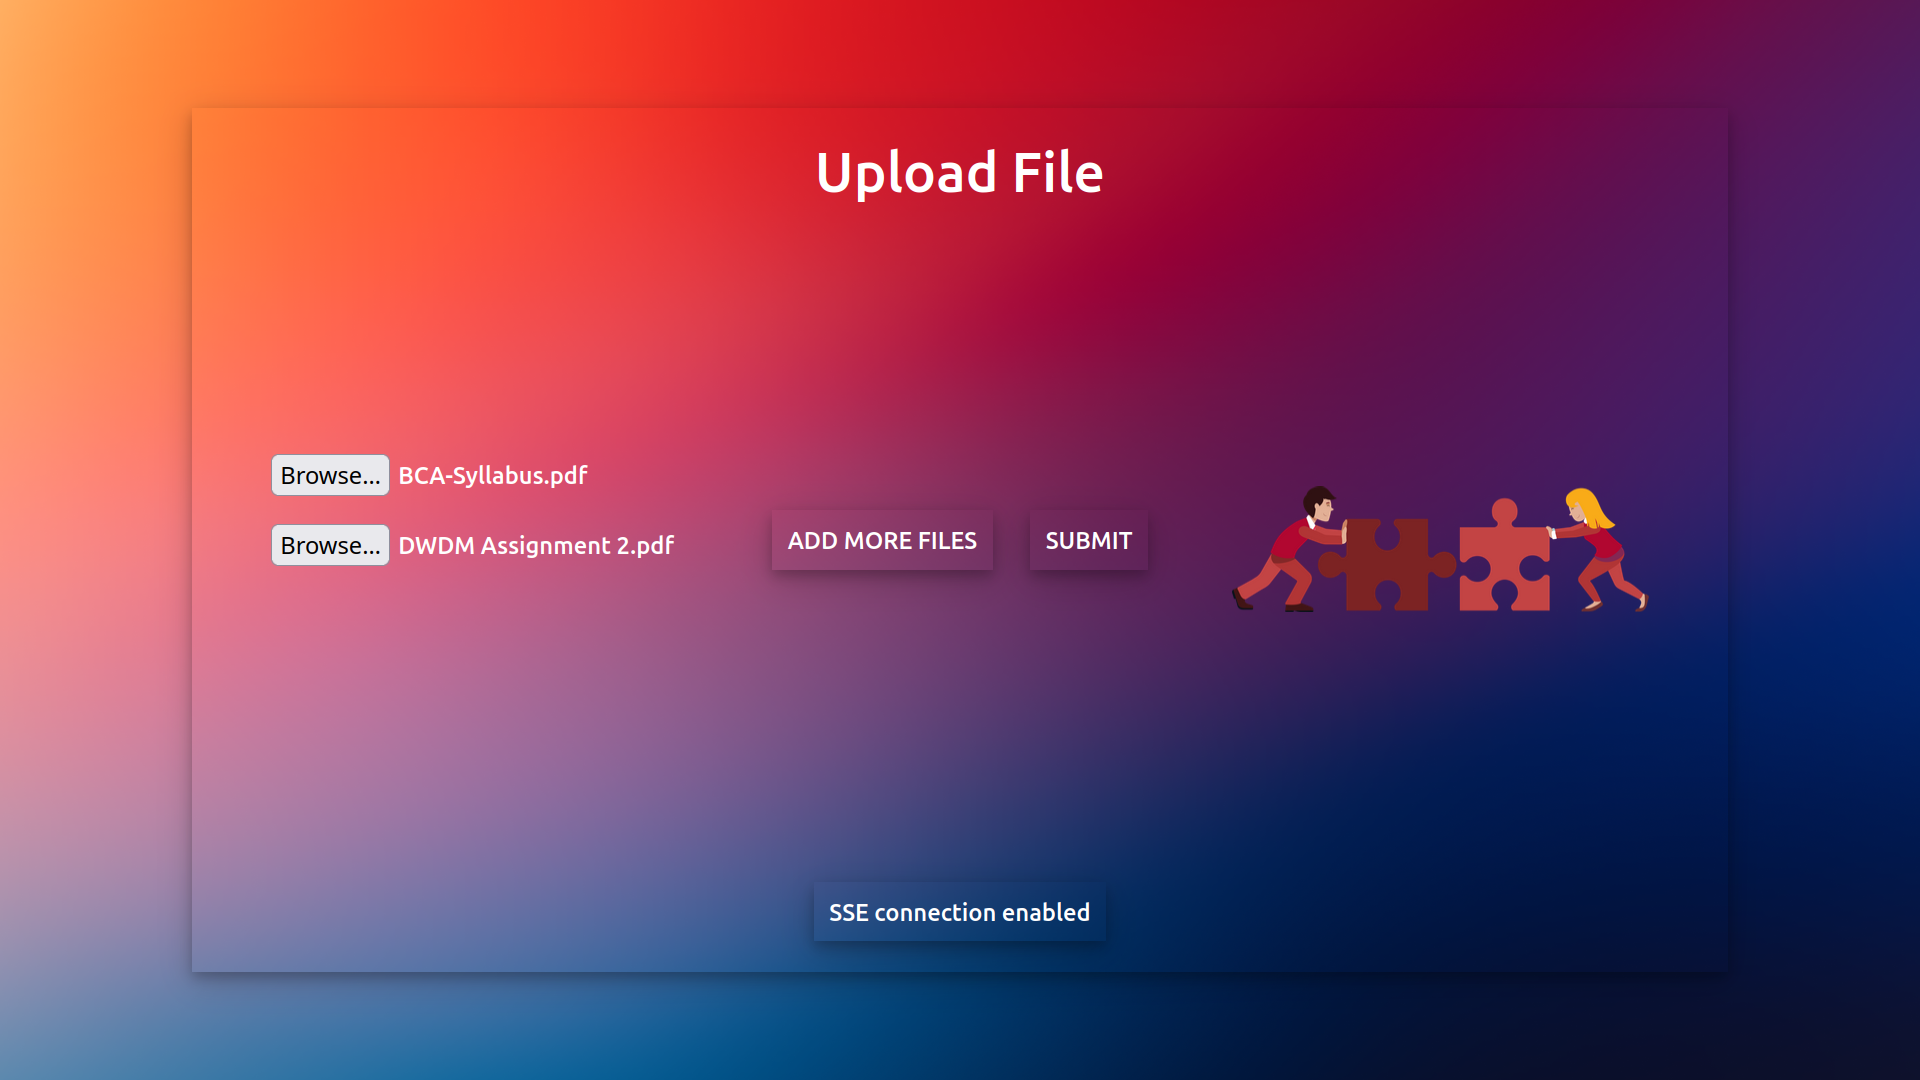 Upload File
Browse... BCA-Syllabus.pdf
Browse... DWDM Assignment 2.pdf
ADD MORE FILES
SUBMIT
SSE connection enabled